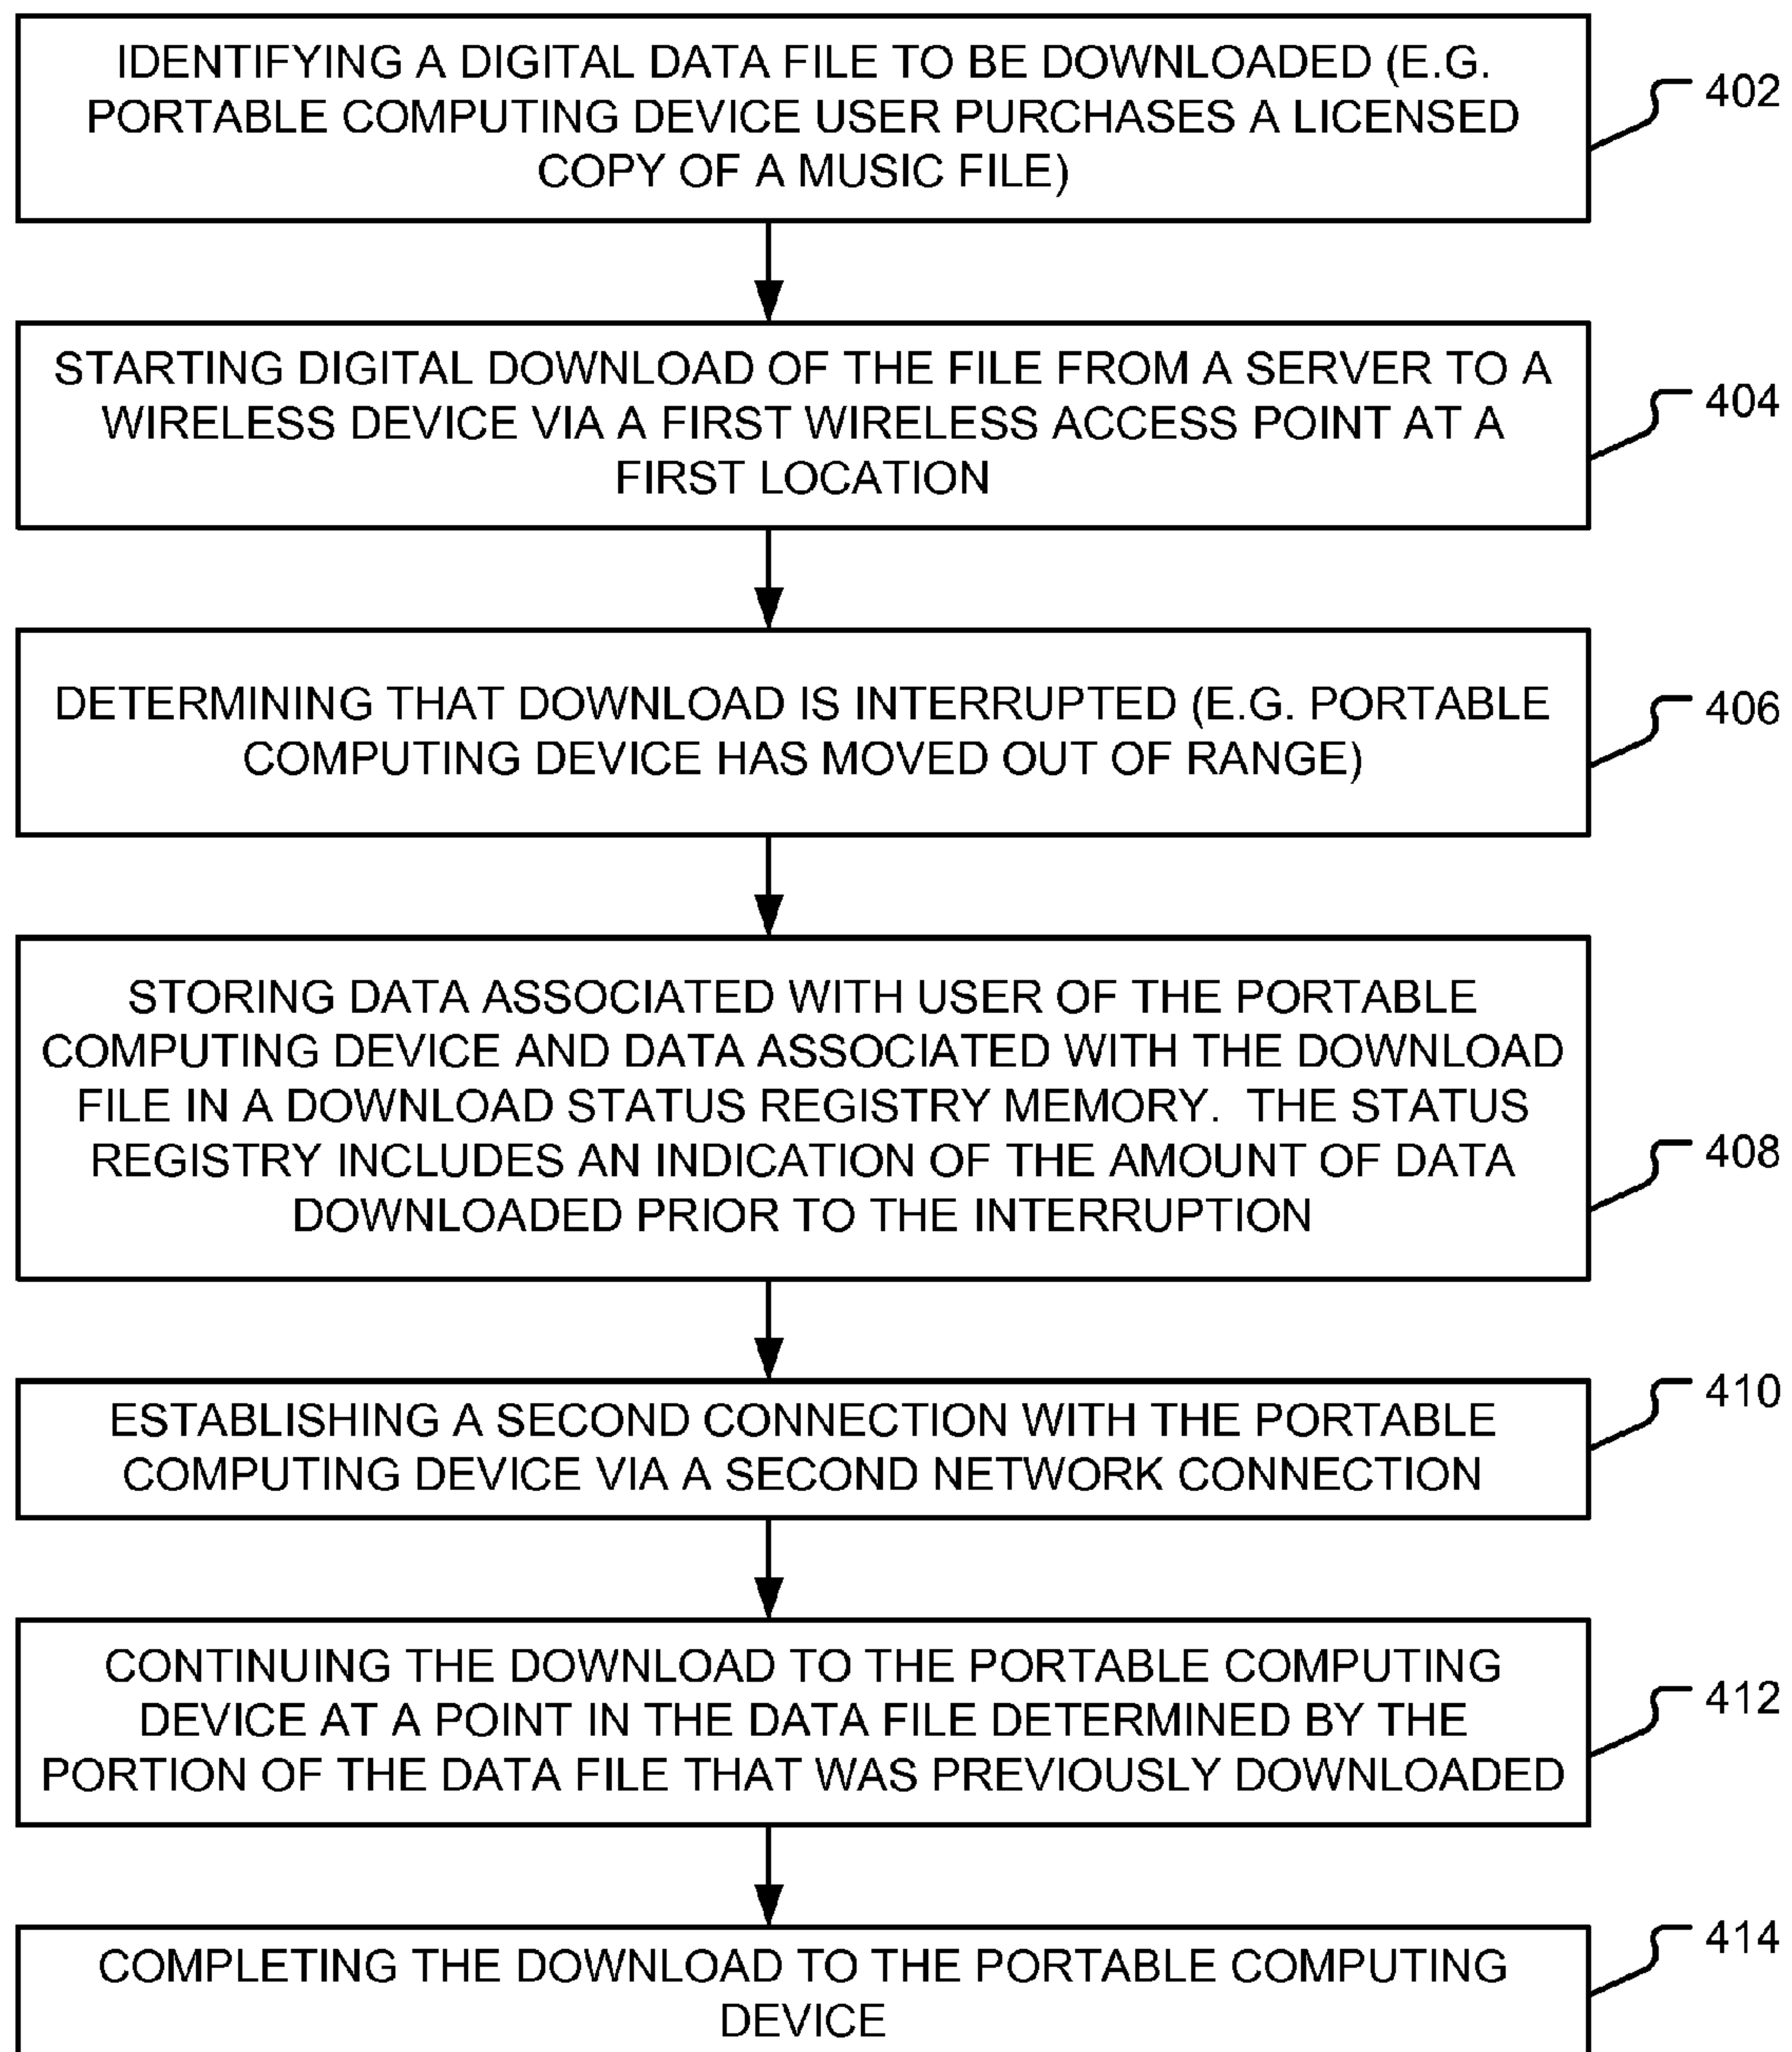 IDENTIFYING A DIGITAL DATA FILE TO BE DOWNLOADED (E.G.
PORTABLE COMPUTING DEVICE USER PURCHASES A LICENSED
COPY OF A MUSIC FILE)
402
STARTING DIGITAL DOWNLOAD OF THE FILE FROM A SERVER TO A
WIRELESS DEVICE VIA A FIRST WIRELESS ACCESS POINT AT A
FIRST LOCATION
404
DETERMINING THAT DOWNLOAD IS INTERRUPTED (E.G. PORTABLE
COMPUTING DEVICE HAS MOVED OUT OF RANGE)
406
STORING DATA ASSOCIATED WITH USER OF THE PORTABLE
COMPUTING DEVICE AND DATA ASSOCIATED WITH THE DOWNLOAD
FILE IN A DOWNLOAD STATUS REGISTRY MEMORY.  THE STATUS
REGISTRY INCLUDES AN INDICATION OF THE AMOUNT OF DATA
DOWNLOADED PRIOR TO THE INTERRUPTION
408
ESTABLISHING A SECOND CONNECTION WITH THE PORTABLE
COMPUTING DEVICE VIA A SECOND NETWORK CONNECTION
410
CONTINUING THE DOWNLOAD TO THE PORTABLE COMPUTING
DEVICE AT A POINT IN THE DATA FILE DETERMINED BY THE
PORTION OF THE DATA FILE THAT WAS PREVIOUSLY DOWNLOADED
412
COMPLETING THE DOWNLOAD TO THE PORTABLE COMPUTING
DEVICE
414